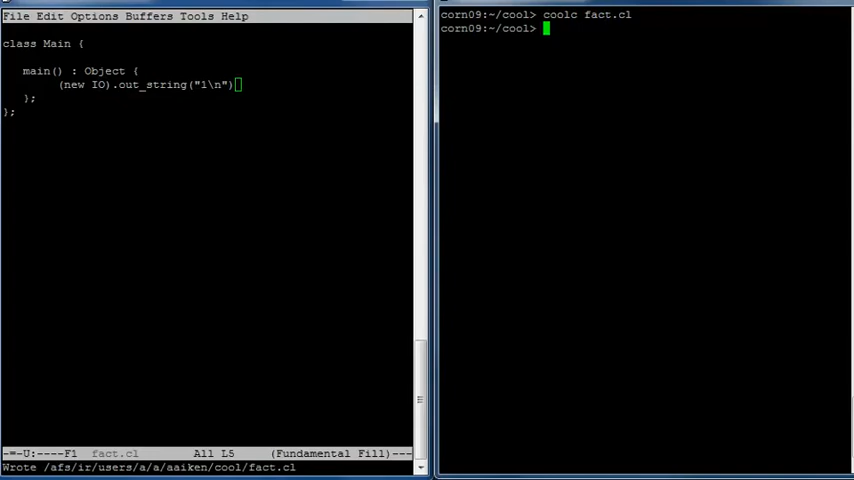 File Edit Options Buffers Tools Help
class Main {
main() : Object {
(new IO).out_string("1\n")
};
};
-=-U:----F1 fact.cl All L5 (Fundamental Fill)---
Wrote /afs/ir/users/a/a/aaiken/cool/fact.cl
corn09:~/cool> coolc fact.cl
corn09:~/cool>